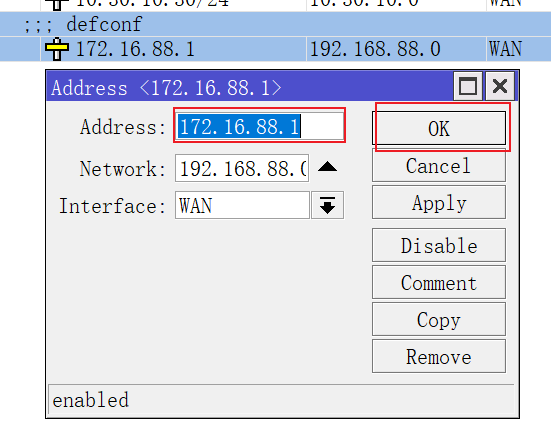 10.30.10.30/24 10.30.10.0 WAN
;;; defconf
172.16.88.1 192.168.88.0 WAN
Address <172.16.88.1>
Address: 172.16.88.1
OK
Network: 192.168.88.0
Cancel
Interface: WAN
Apply
Disable
Comment
Copy
Remove
enabled